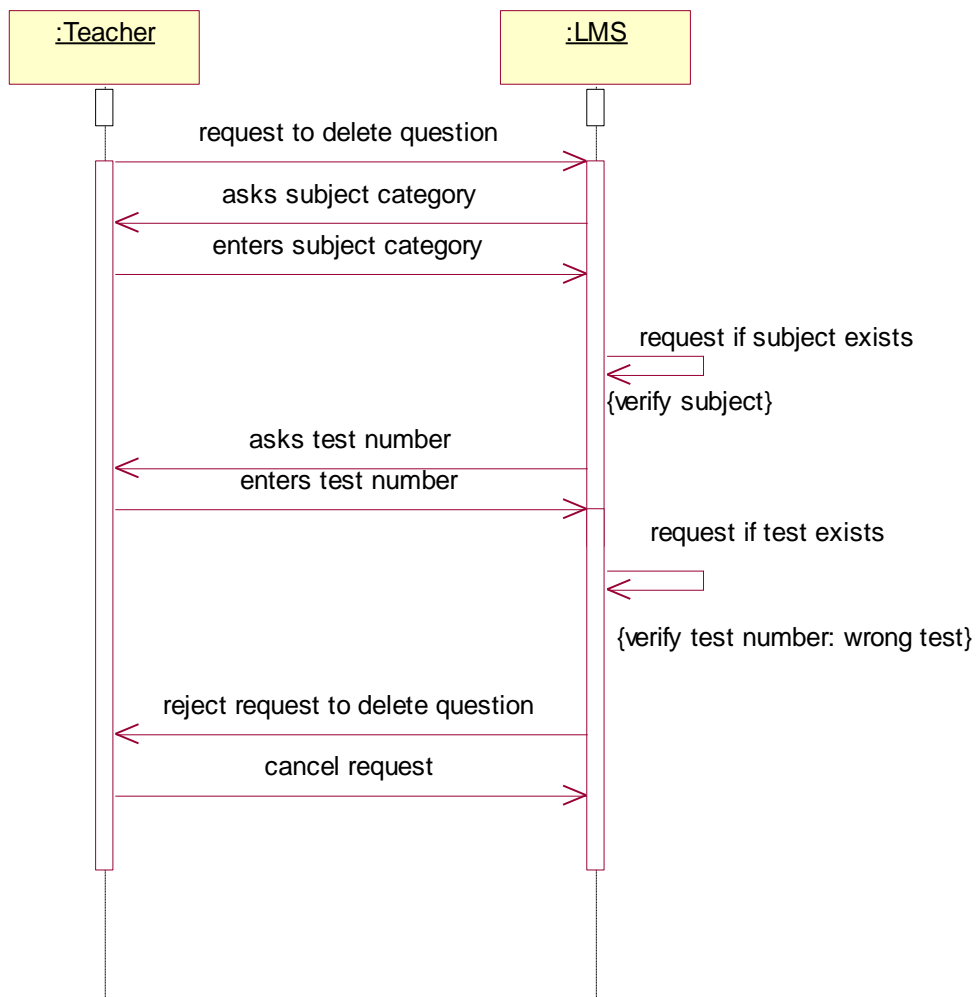 :Teacher
:LMS
request to delete question
asks subject category
enters subject category
request if subject exists
{verify subject}
asks test number
enters test number
request if test exists
{verify test number: wrong test}
reject request to delete question
cancel request